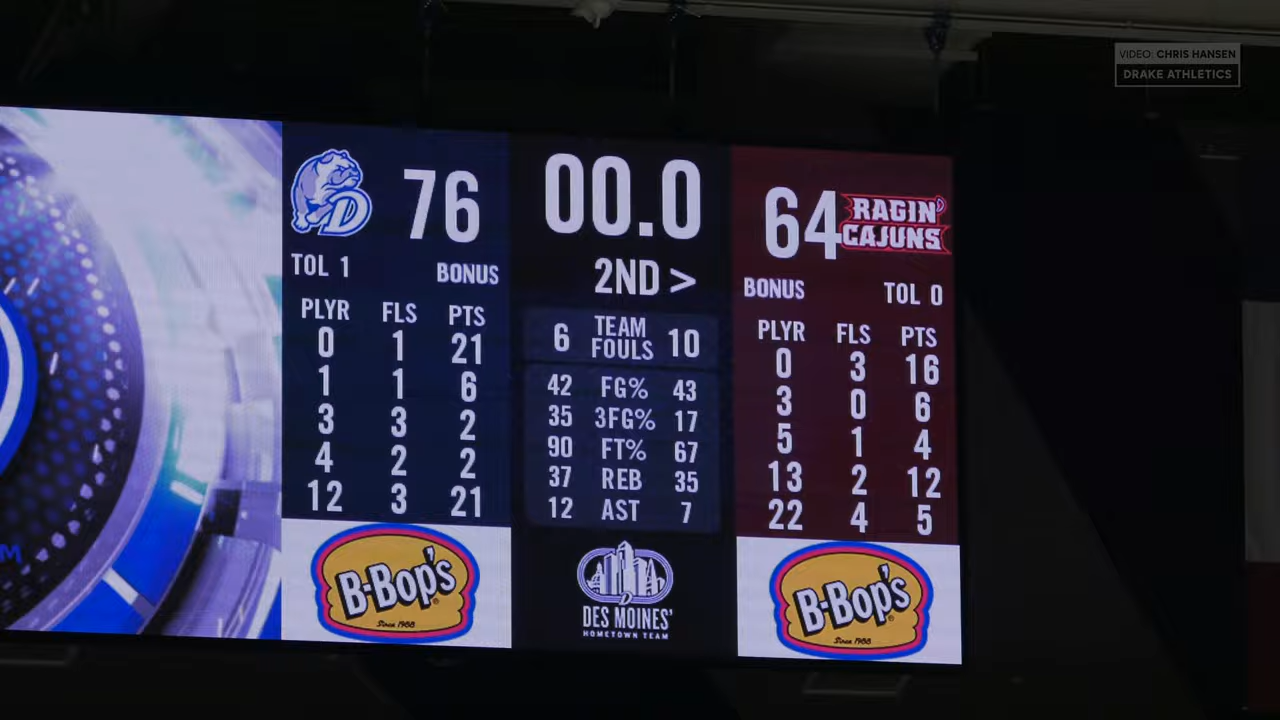 VIDEO: CHRIS HANSEN
DRAKE ATHLETICS
D
76
TOL 1 BONUS
PLYR FLS PTS
0 1 21
1 1 6
3 3 2
4 2 2
12 3 21
B-Bop's
Since 1988
00.0
2ND >
6 TEAM FOULS 10
42 FG% 43
35 3FG% 17
90 FT% 67
37 REB 35
12 AST 7
D
DES MOINES'
HOMETOWN TEAM
64 RAGIN'
CAJUNS
BONUS TOL 0
PLYR FLS PTS
0 3 16
3 0 6
5 1 4
13 2 12
22 4 5
B-Bop's
Since 1988